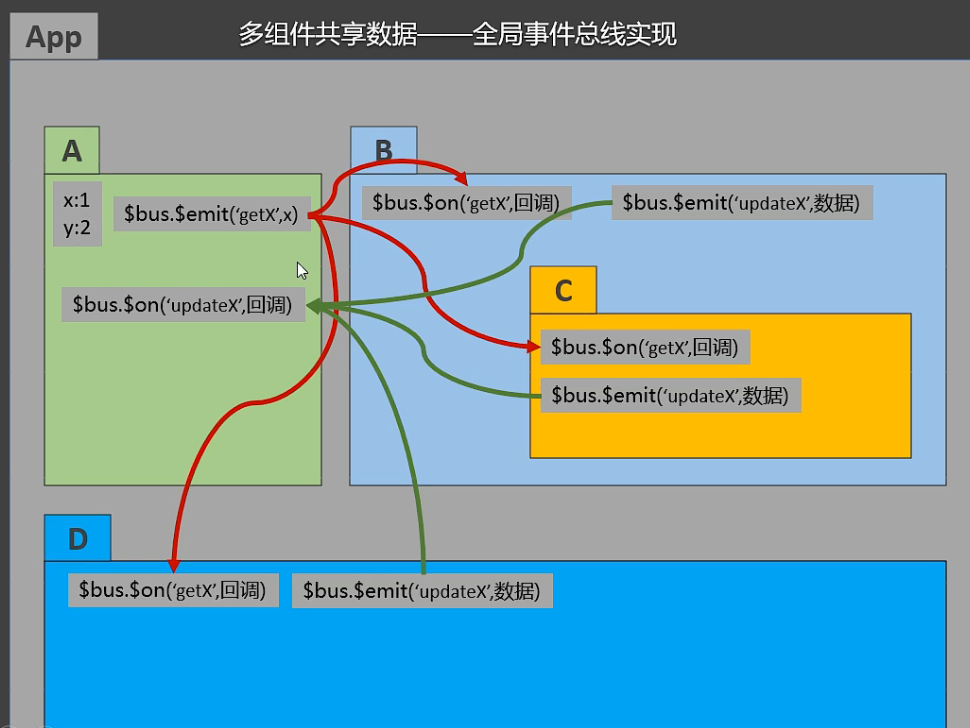 App
多组件共享数据——全局事件总线实现
A
B
x:1
y:2
$bus.$emit(‘getX’,x)
$bus.$on(‘getX’,回调)
$bus.$emit(‘updateX’,数据)
$bus.$on(‘updateX’,回调)
C
$bus.$on(‘getX’,回调)
$bus.$emit(‘updateX’,数据)
D
$bus.$on(‘getX’,回调)
$bus.$emit(‘updateX’,数据)